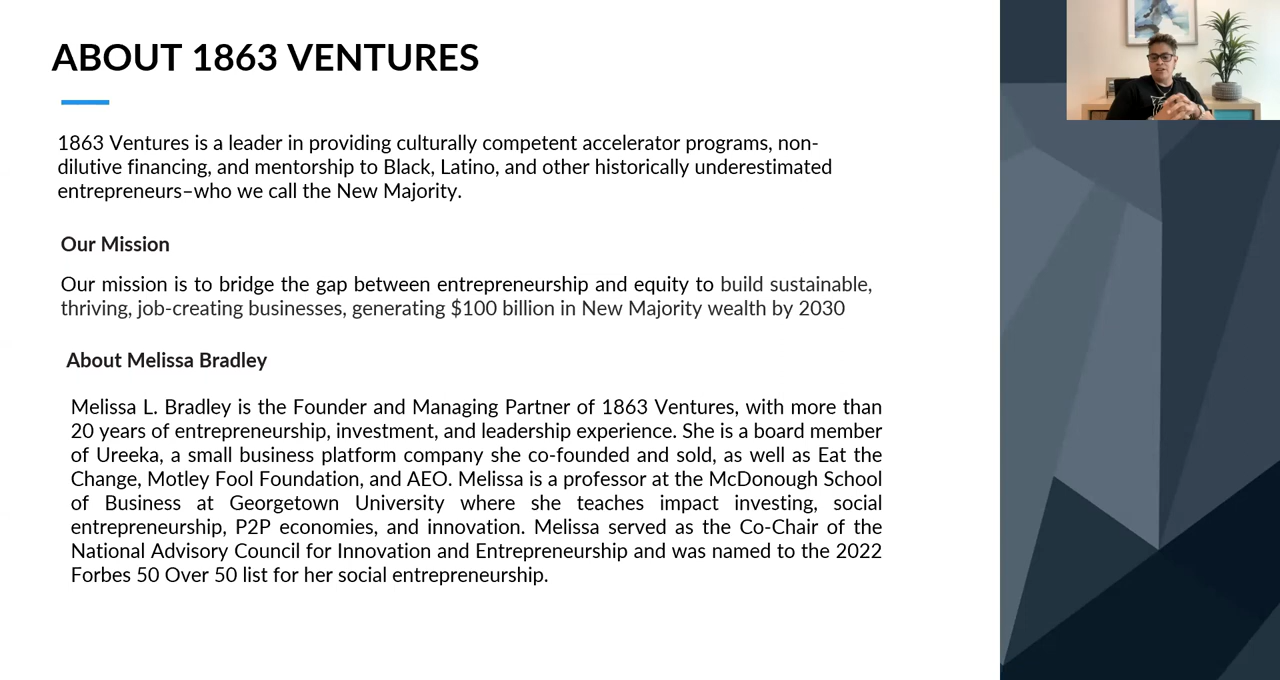 ABOUT 1863 VENTURES
1863 Ventures is a leader in providing culturally competent accelerator programs, non-
dilutive financing, and mentorship to Black, Latino, and other historically underestimated
entrepreneurs–who we call the New Majority.
Our Mission
Our mission is to bridge the gap between entrepreneurship and equity to build sustainable,
thriving, job-creating businesses, generating $100 billion in New Majority wealth by 2030
About Melissa Bradley
Melissa L. Bradley is the Founder and Managing Partner of 1863 Ventures, with more than
20 years of entrepreneurship, investment, and leadership experience. She is a board member
of Ureeka, a small business platform company she co-founded and sold, as well as Eat the
Change, Motley Fool Foundation, and AEO. Melissa is a professor at the McDonough School
of Business at Georgetown University where she teaches impact investing, social
entrepreneurship, P2P economies, and innovation. Melissa served as the Co-Chair of the
National Advisory Council for Innovation and Entrepreneurship and was named to the 2022
Forbes 50 Over 50 list for her social entrepreneurship.